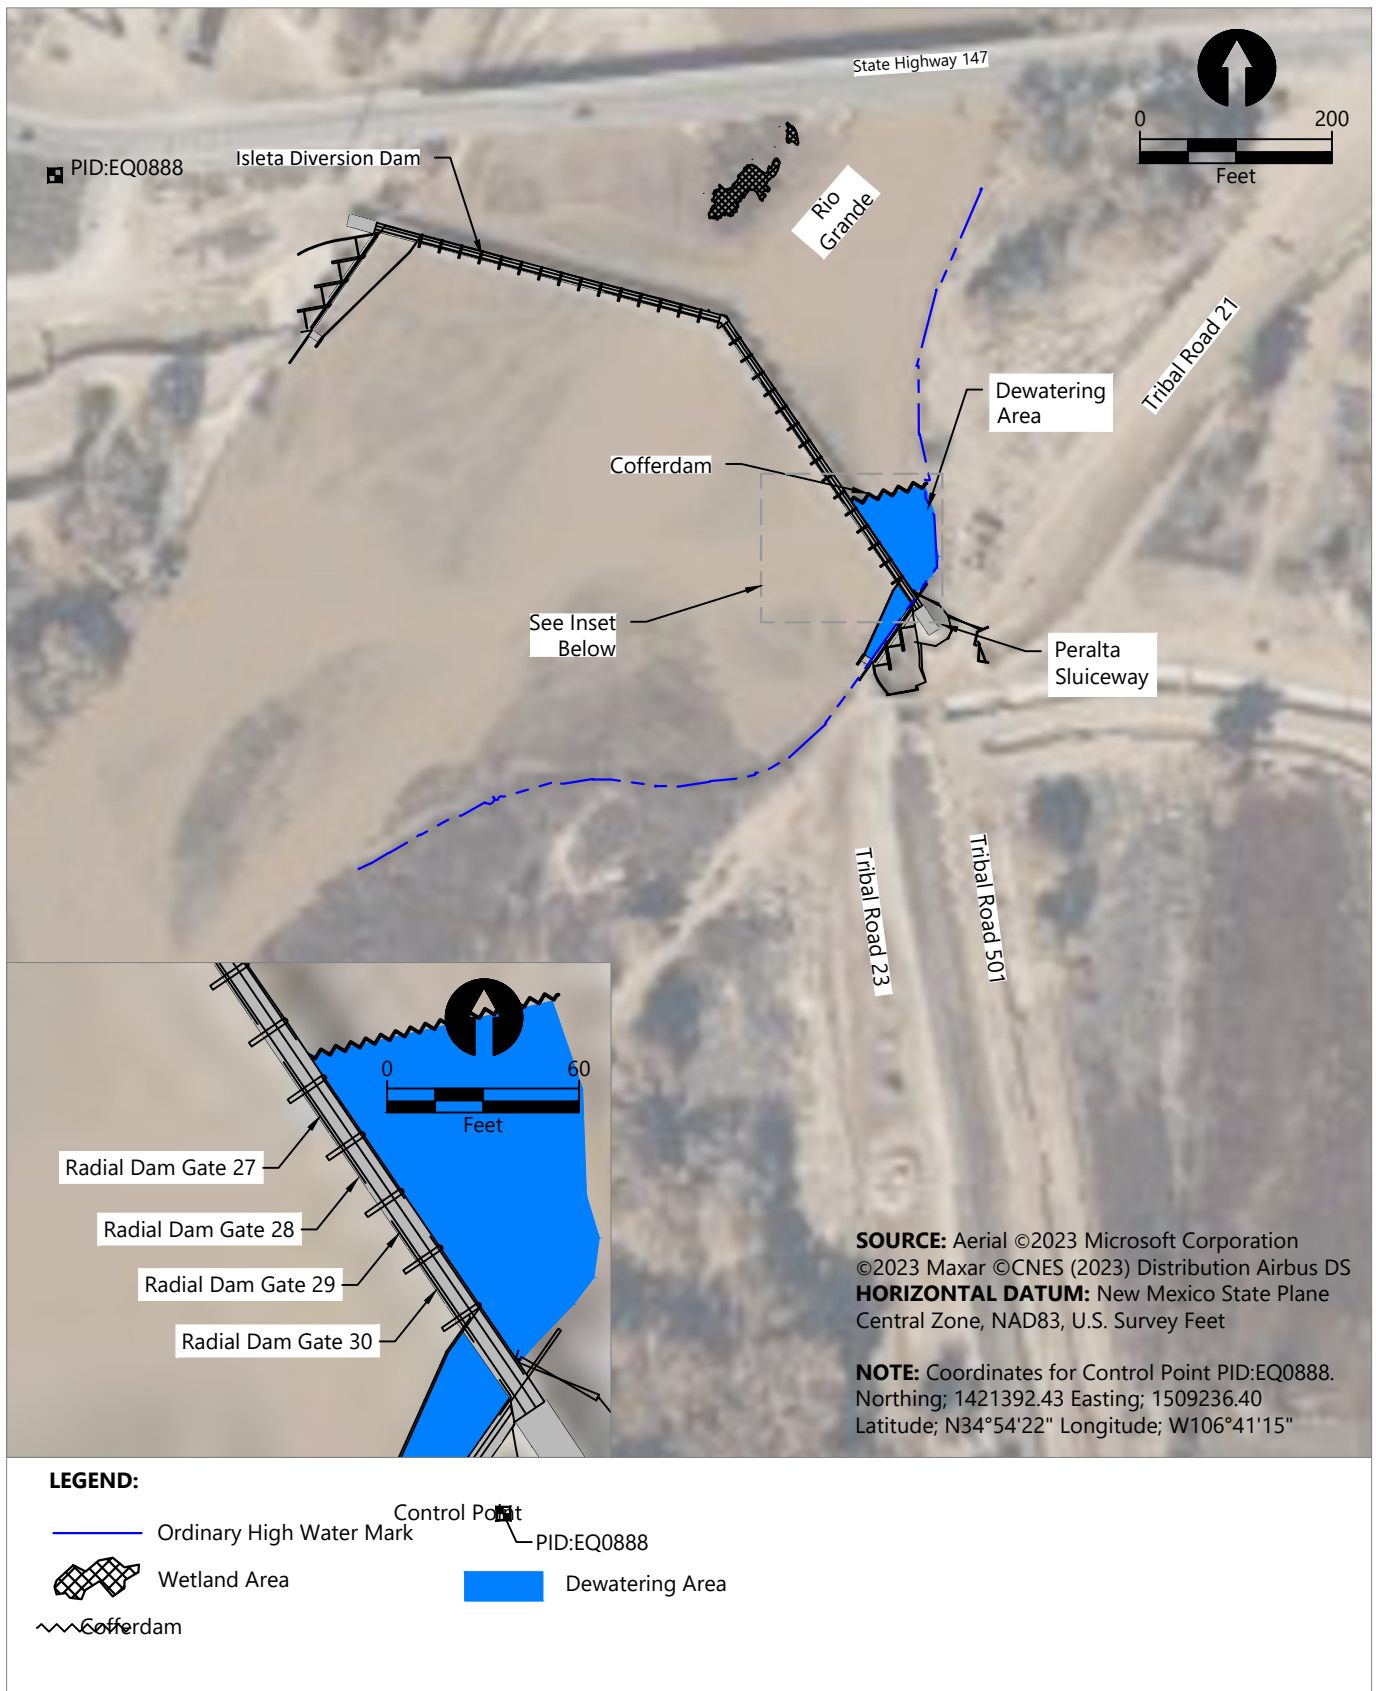 State Highway 147
0 200
Feet
PID:EQ0888
Isleta Diversion Dam
Rio
Grande
Tribal Road 21
Dewatering
Area
Cofferdam
See Inset
Below
Peralta
Sluiceway
Tribal Road 23
Tribal Road 501
0 60
Feet
Radial Dam Gate 27
Radial Dam Gate 28
Radial Dam Gate 29
Radial Dam Gate 30
SOURCE: Aerial ©2023 Microsoft Corporation
©2023 Maxar ©CNES (2023) Distribution Airbus DS
HORIZONTAL DATUM: New Mexico State Plane
Central Zone, NAD83, U.S. Survey Feet
NOTE: Coordinates for Control Point PID:EQ0888.
Northing; 1421392.43 Easting; 1509236.40
Latitude; N34°54'22" Longitude; W106°41'15"
LEGEND:
Control Point
Ordinary High Water Mark
PID:EQ0888
Wetland Area
Dewatering Area
Cofferdam